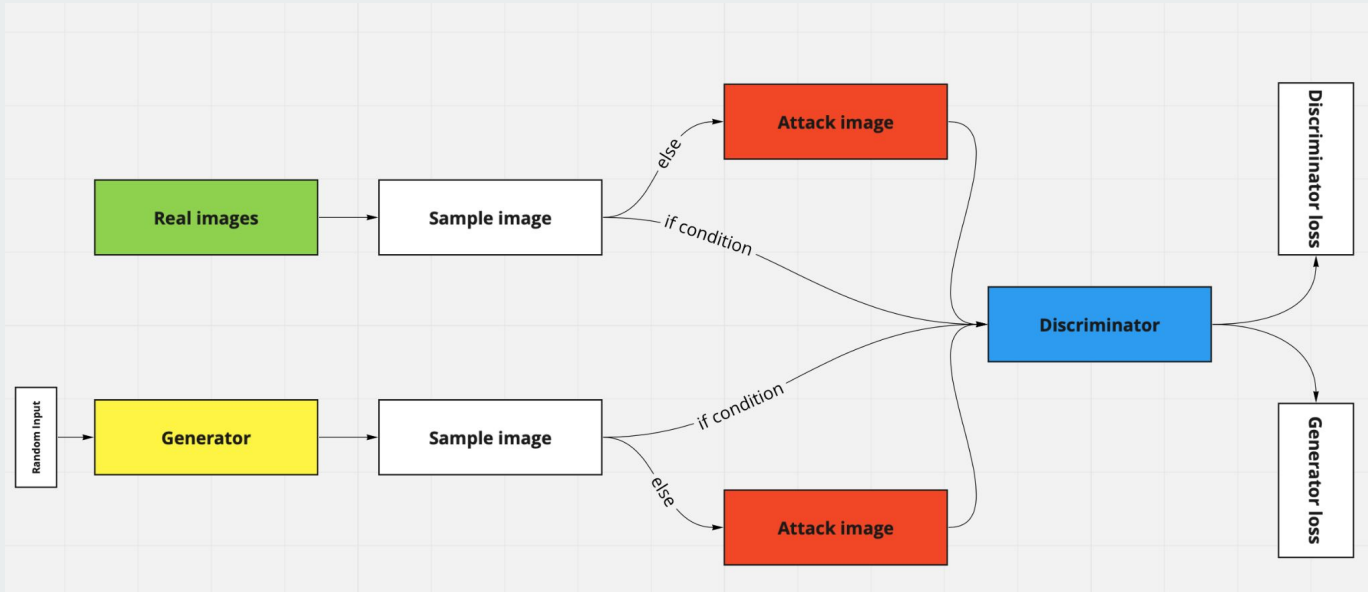 Attack image
else
Real images
Sample image
if condition
Discriminator loss
Discriminator
Random Input
Generator
Sample image
if condition
else
Attack image
Generator loss